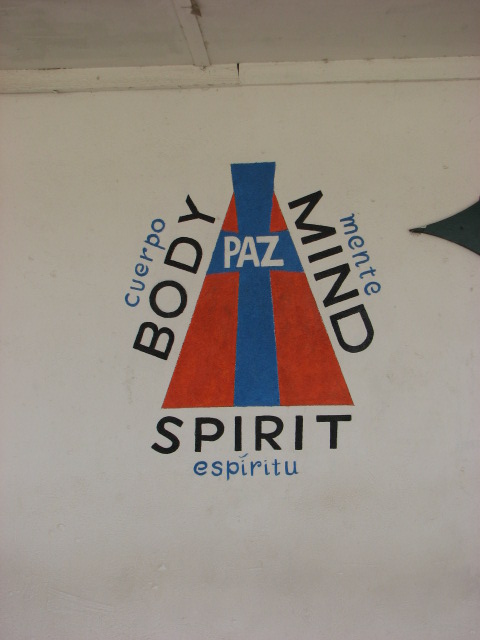 cuerpo
BODY
PAZ
MIND
mente
SPIRIT
espíritu